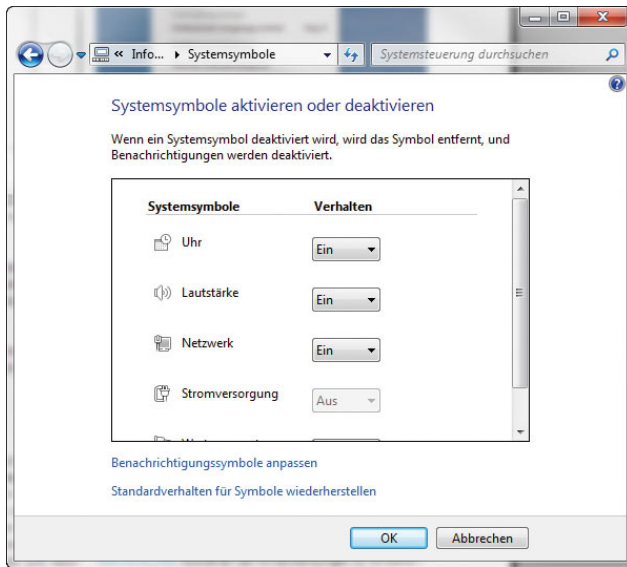 « Info... ▸ Systemsymbole Systemsteuerung durchsuchen
Systemsymbole aktivieren oder deaktivieren
Wenn ein Systemsymbol deaktiviert wird, wird das Symbol entfernt, und
Benachrichtigungen werden deaktiviert.
Systemsymbole Verhalten
Uhr Ein
Lautstärke Ein
Netzwerk Ein
Stromversorgung Aus
Benachrichtigungssymbole anpassen
Standardverhalten für Symbole wiederherstellen
OK Abbrechen